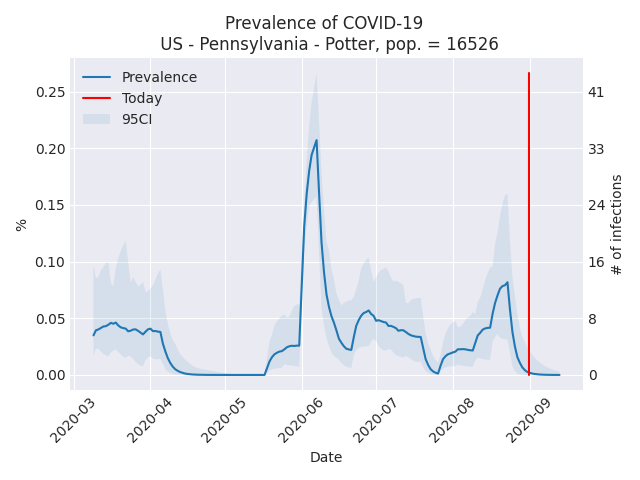 Prevalence of COVID-19
US - Pennsylvania - Potter, pop. = 16526
Prevalence
Today
95CI
0.25
0.20
0.15
0.10
0.05
0.00
%
41
33
24
16
8
0
# of infections
2020-03
2020-04
2020-05
2020-06
2020-07
2020-08
2020-09
Date